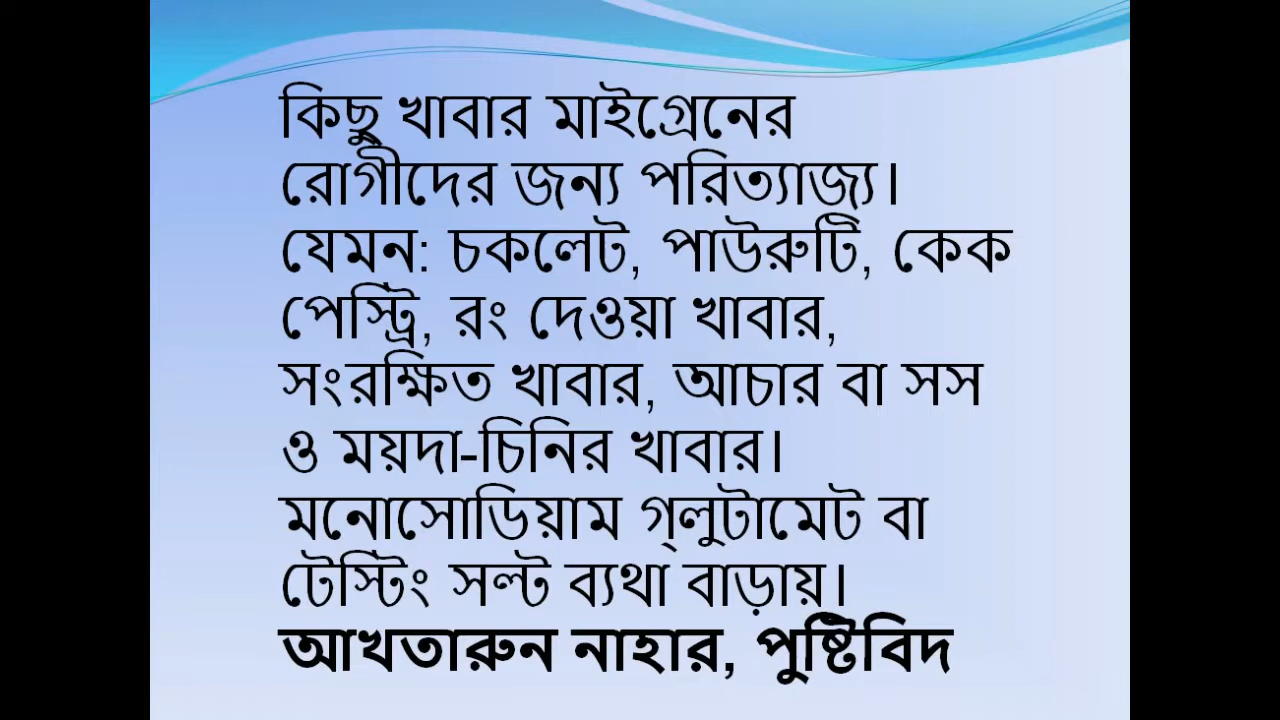 কিছু খাবার মাইগ্রেনের
রোগীদের জন্য পরিত্যাজ্য।
যেমন: চকলেট, পাউরুটি, কেক
পেস্ট্রি, রং দেওয়া খাবার,
সংরক্ষিত খাবার, আচার বা সস
ও ময়দা-চিনির খাবার।
মনোসোডিয়াম গ্লুটামেট বা
টেস্টিং সল্ট ব্যথা বাড়ায়।
আখতারুন নাহার, পুষ্টিবিদ